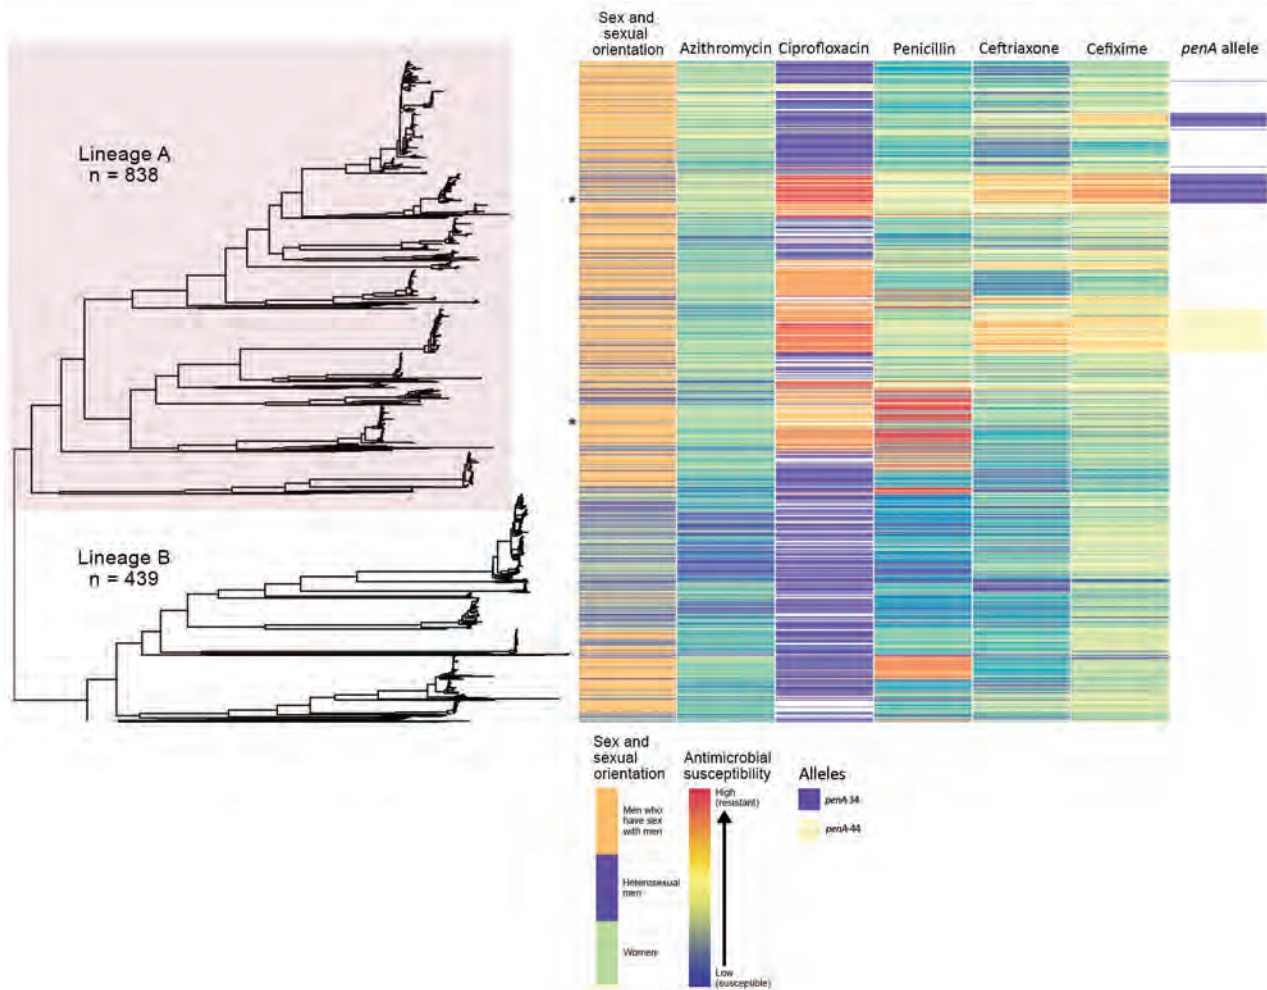 Sex and
sexual
orientation
Azithromycin
Ciprofloxacin
Penicillin
Ceftriaxone
Cefixime
penA allele
Lineage A
n = 838
*
*
Lineage B
n = 439
Sex and
sexual
orientation
Men who
have sex
with men
Heterosexual
men
Women
Antimicrobial
susceptibility
High
(resistant)
Low
(susceptible)
Alleles
penA 34
penA-44